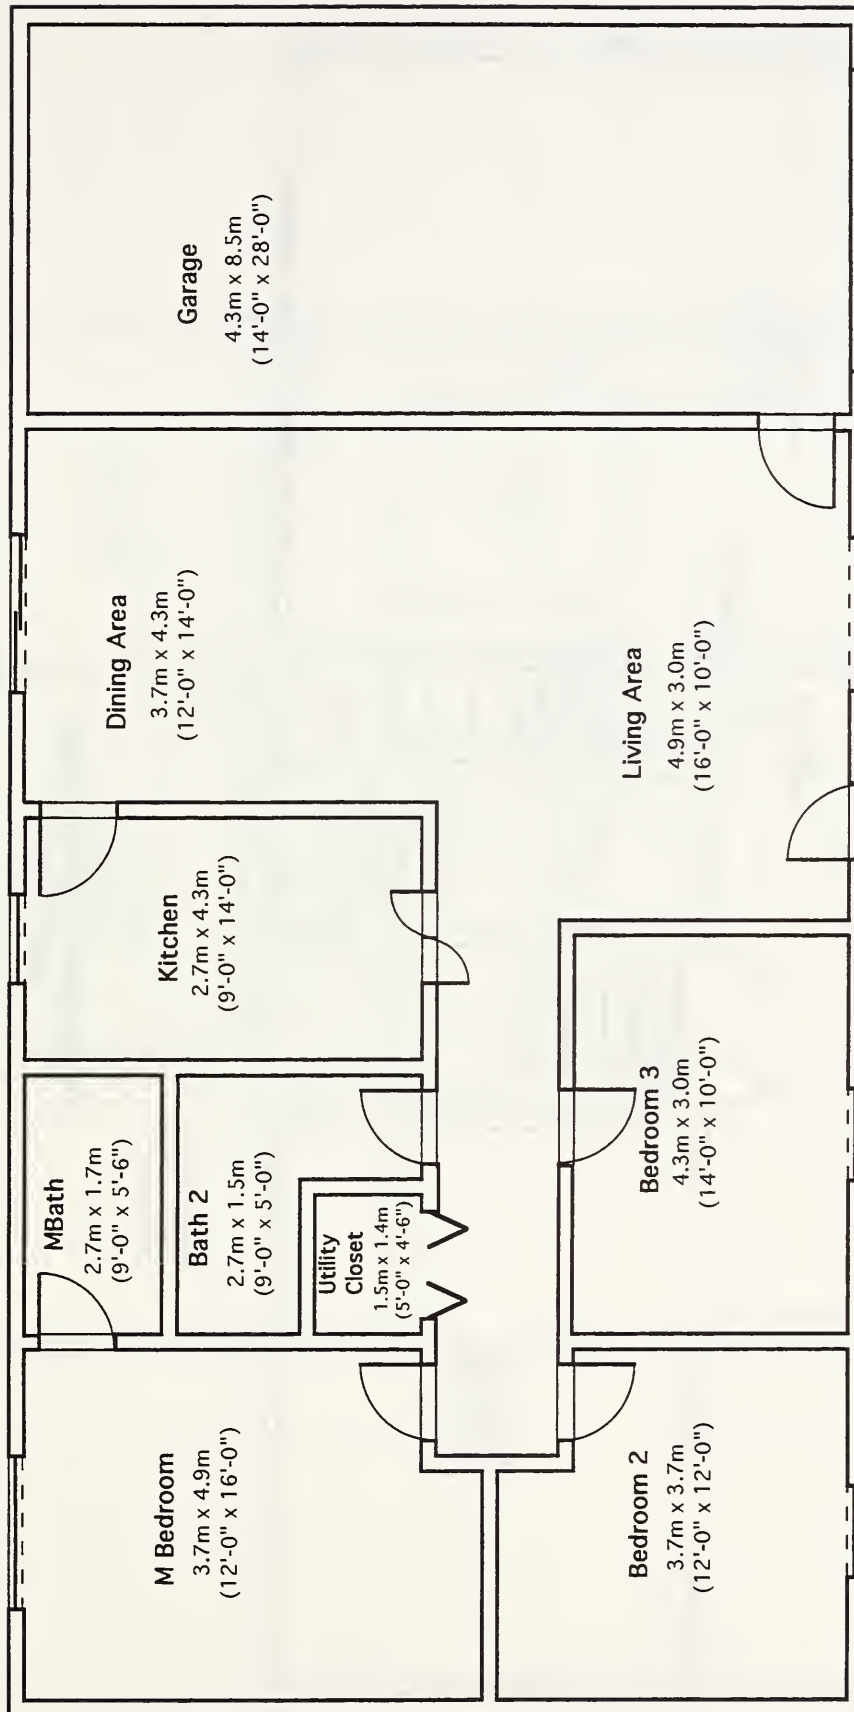 M Bedroom
3.7m x 4.9m
(12'-0" x 16'-0")
MBath
2.7m x 1.7m
(9'-0" x 5'-6")
Bath 2
2.7m x 1.5m
(9'-0" x 5'-0")
Utility
Closet
1.5m x 1.4m
(5'-0" x 4'-6")
Kitchen
2.7m x 4.3m
(9'-0" x 14'-0")
Dining Area
3.7m x 4.3m
(12'-0" x 14'-0")
Garage
4.3m x 8.5m
(14'-0" x 28'-0")
Bedroom 2
3.7m x 3.7m
(12'-0" x 12'-0")
Bedroom 3
4.3m x 3.0m
(14'-0" x 10'-0")
Living Area
4.9m x 3.0m
(16'-0" x 10'-0")